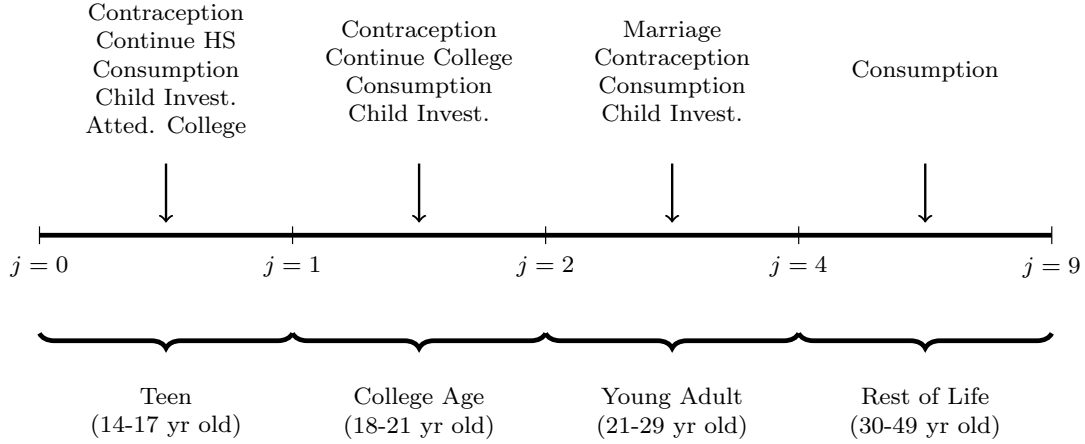 Contraception
Continue HS
Consumption
Child Invest.
Atted. College
Contraception
Continue College
Consumption
Child Invest.
Marriage
Contraception
Consumption
Child Invest.
Consumption
j = 0
j = 1
j = 2
j = 4
j = 9
Teen
(14-17 yr old)
College Age
(18-21 yr old)
Young Adult
(21-29 yr old)
Rest of Life
(30-49 yr old)